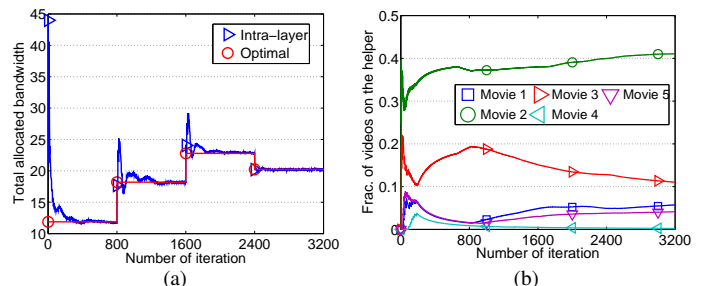 45
40
35
30
25
20
15
10
Total allocated bandwidth
Intra−layer
Optimal
0 800 1600 2400 3200
Number of iteration
(a)
0.5
0.4
0.3
0.2
0.1
0
Frac. of videos on the helper
Movie 1 Movie 3 Movie 5
Movie 2 Movie 4
0 800 1600 2400 3200
Number of iteration
(b)